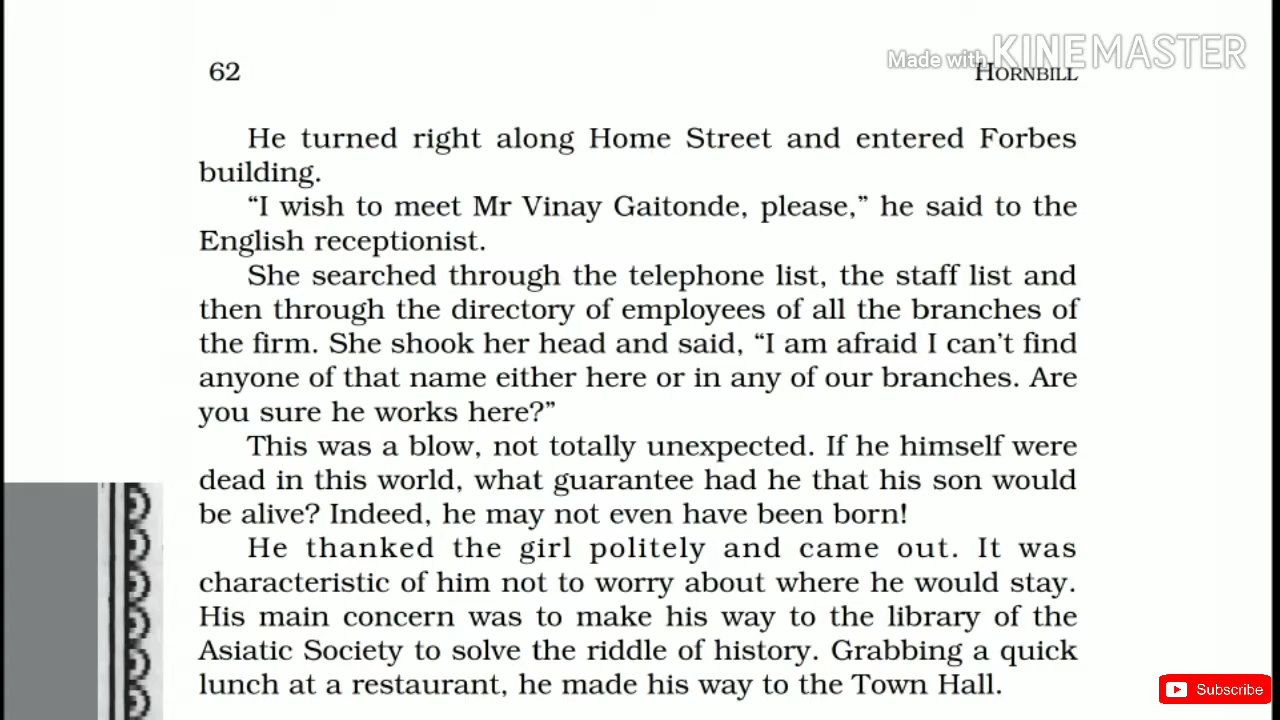 Made with KINEMASTER
62 HORNBILL
He turned right along Home Street and entered Forbes
building.
“I wish to meet Mr Vinay Gaitonde, please,” he said to the
English receptionist.
She searched through the telephone list, the staff list and
then through the directory of employees of all the branches of
the firm. She shook her head and said, “I am afraid I can’t find
anyone of that name either here or in any of our branches. Are
you sure he works here?”
This was a blow, not totally unexpected. If he himself were
dead in this world, what guarantee had he that his son would
be alive? Indeed, he may not even have been born!
He thanked the girl politely and came out. It was
characteristic of him not to worry about where he would stay.
His main concern was to make his way to the library of the
Asiatic Society to solve the riddle of history. Grabbing a quick
lunch at a restaurant, he made his way to the Town Hall.
Subscribe